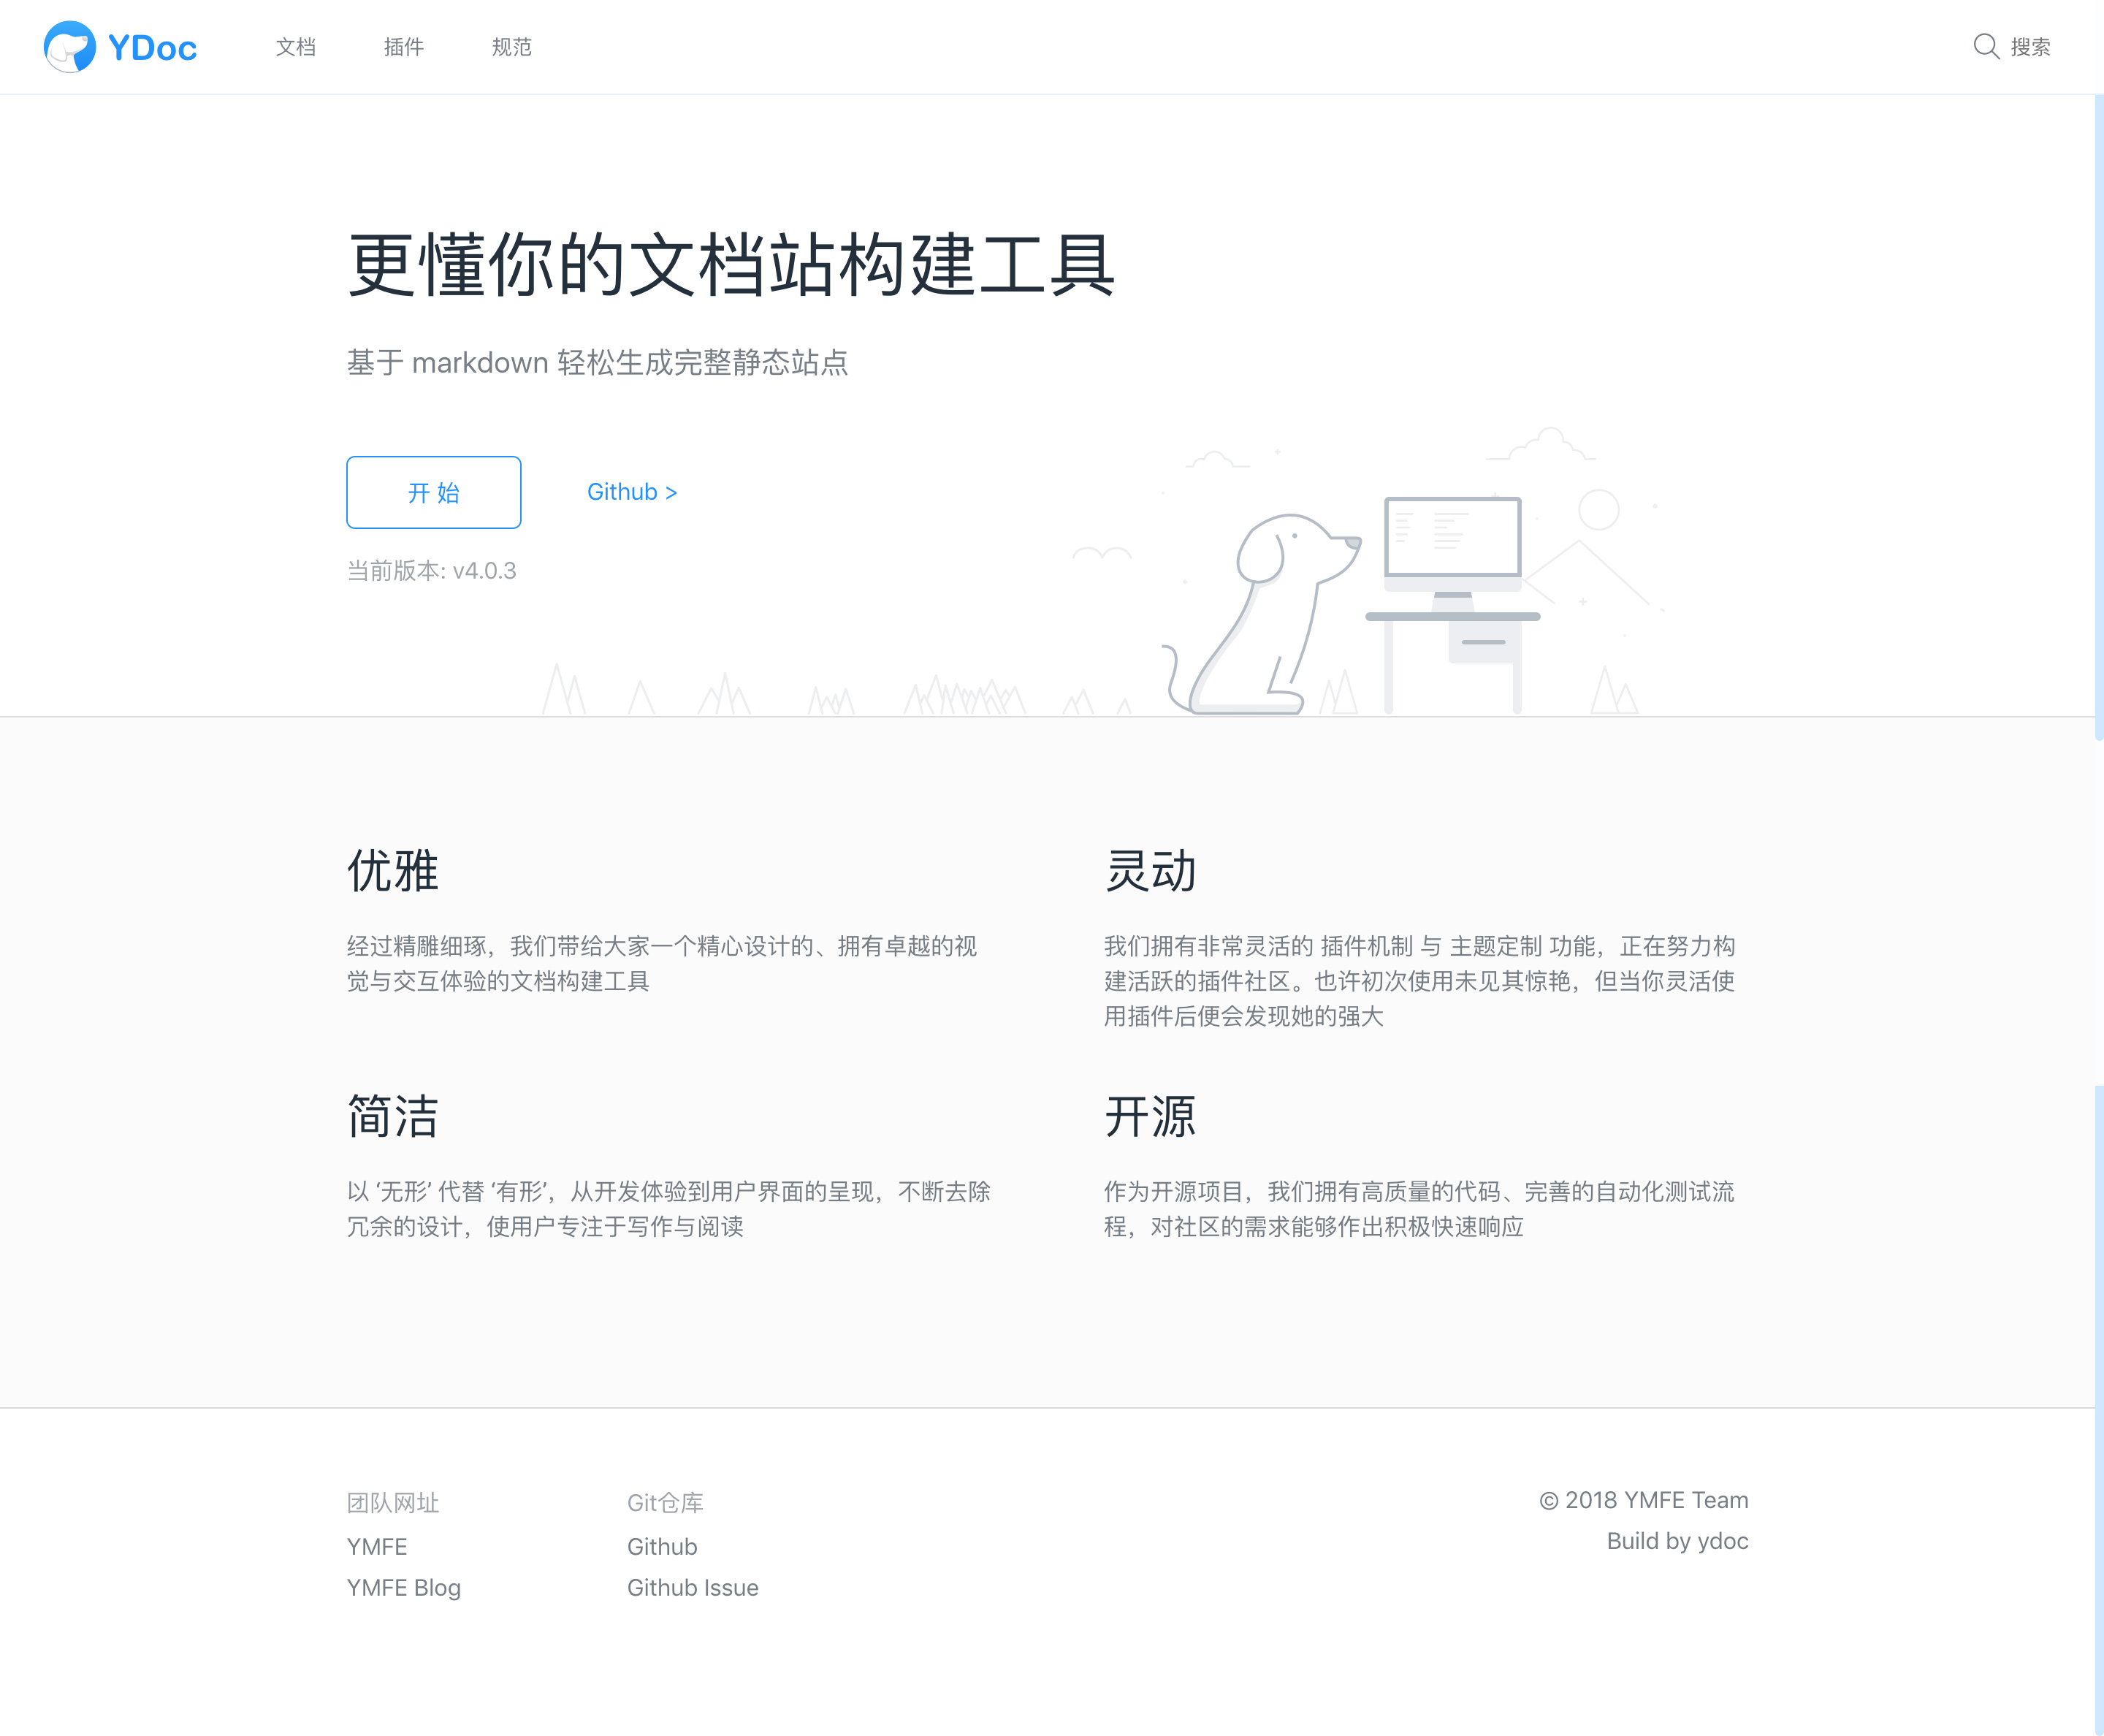 YDoc
文档
插件
规范
搜索
更懂你的文档站构建工具
基于 markdown 轻松生成完整静态站点
开 始
Github >
当前版本: v4.0.3
优雅
经过精雕细琢，我们带给大家一个精心设计的、拥有卓越的视
觉与交互体验的文档构建工具
灵动
我们拥有非常灵活的 插件机制 与 主题定制 功能，正在努力构
建活跃的插件社区。也许初次使用未见其惊艳，但当你灵活使
用插件后便会发现她的强大
简洁
以 ‘无形’ 代替 ‘有形’，从开发体验到用户界面的呈现，不断去除
冗余的设计，使用户专注于写作与阅读
开源
作为开源项目，我们拥有高质量的代码、完善的自动化测试流
程，对社区的需求能够作出积极快速响应
团队网址
YMFE
YMFE Blog
Git仓库
Github
Github Issue
© 2018 YMFE Team
Build by ydoc